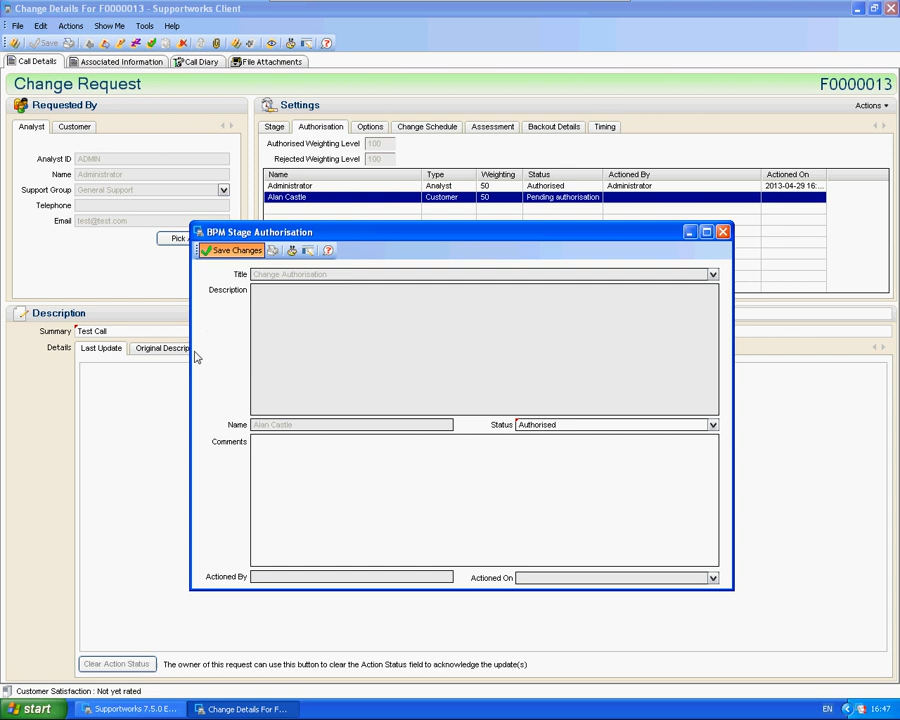 Change Details For F0000013 - Supportworks Client
File Edit Actions Show Me Tools Help
Save
Call Details Associated Information Call Diary File Attachments
Change Request F0000013
Requested By
Settings Actions
Analyst Customer
Stage Authorisation Options Change Schedule Assessment Backout Details Timing
Authorised Weighting Level 100
Rejected Weighting Level 100
Analyst ID ADMIN
Name Administrator
Support Group General Support
Telephone
Email test@test.com
Pick
Name Type Weighting Status Actioned By Actioned On
Administrator Analyst 50 Authorised Administrator 2013-04-29 16:...
Alan Castle Customer 50 Pending authorisation
BPM Stage Authorisation
Save Changes
Title Change Authorisation
Description
Name Alan Castle Status Authorised
Comments
Actioned By Actioned On
Description
Summary Test Call
Details Last Update Original Descrip
Clear Action Status The owner of this request can use this button to clear the Action Status field to acknowledge the update(s)
Customer Satisfaction : Not yet rated
start Supportworks 7.5.0 E... Change Details For F... EN 16:47